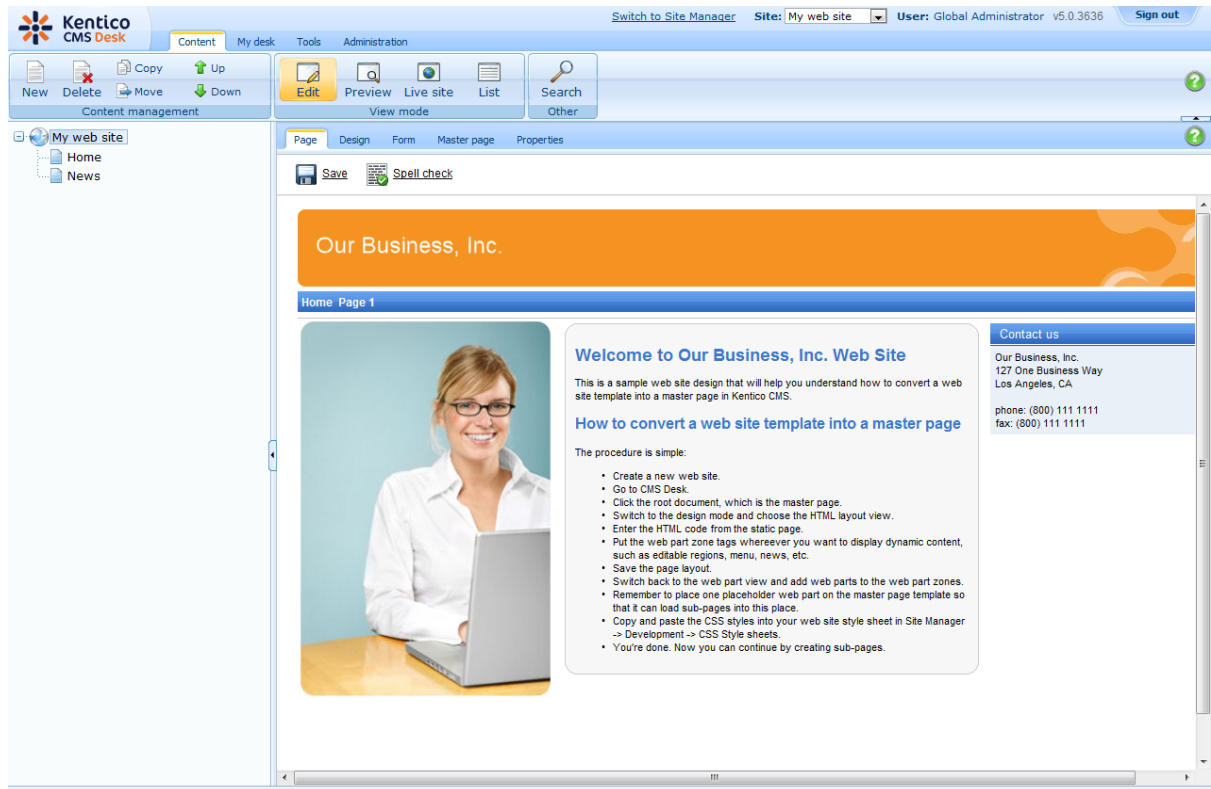 Kentico
CMS Desk
Switch to Site Manager Site: My web site User: Global Administrator v5.0.3636 Sign out
Content My desk Tools Administration
New Delete Copy Move Up Down
Content management
Edit Preview Live site List
View mode
Search
Other
My web site
Home
News
Page Design Form Master page Properties
Save Spell check
Our Business, Inc.
Home Page 1
Welcome to Our Business, Inc. Web Site
This is a sample web site design that will help you understand how to convert a web
site template into a master page in Kentico CMS.
How to convert a web site template into a master page
The procedure is simple:
• Create a new web site.
• Go to CMS Desk.
• Click the root document, which is the master page.
• Switch to the design mode and choose the HTML layout view.
• Enter the HTML code from the static page.
• Put the web part zone tags whereever you want to display dynamic content,
such as editable regions, menu, news, etc.
• Save the page layout.
• Switch back to the web part view and add web parts to the web part zones.
• Remember to place one placeholder web part on the master page template so
that it can load sub-pages into this place.
• Copy and paste the CSS styles into your web site style sheet in Site Manager
-> Development -> CSS Style sheets.
• You're done. Now you can continue by creating sub-pages.
Contact us
Our Business, Inc.
127 One Business Way
Los Angeles, CA
phone: (800) 111 1111
fax: (800) 111 1111